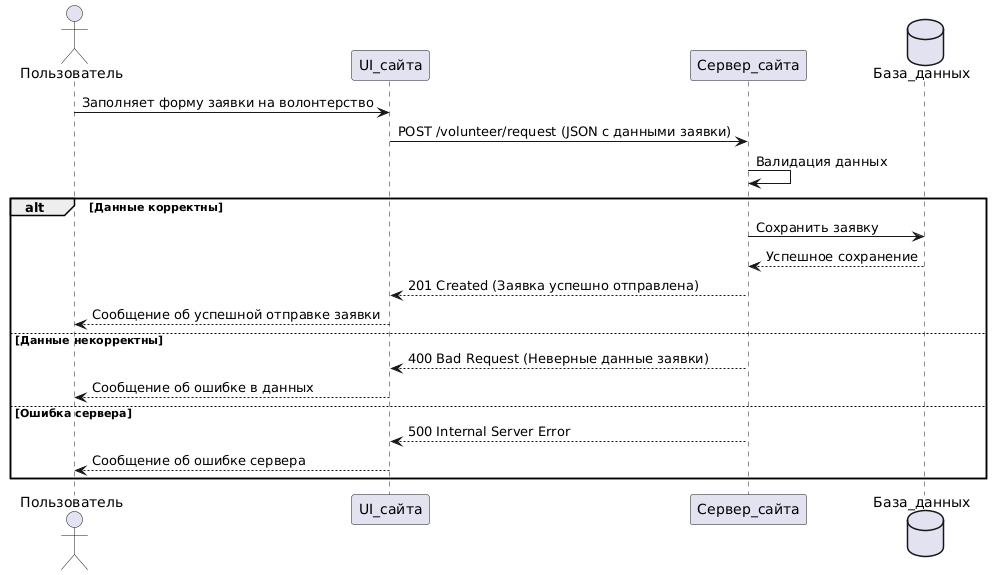 Пользователь
UI_сайта
Сервер_сайта
База_данных
Заполняет форму заявки на волонтерство
POST /volunteer/request (JSON с данными заявки)
Валидация данных
alt
[Данные корректны]
Сохранить заявку
Успешное сохранение
201 Created (Заявка успешно отправлена)
Сообщение об успешной отправке заявки
[Данные некорректны]
400 Bad Request (Неверные данные заявки)
Сообщение об ошибке в данных
[Ошибка сервера]
500 Internal Server Error
Сообщение об ошибке сервера
Пользователь
UI_сайта
Сервер_сайта
База_данных